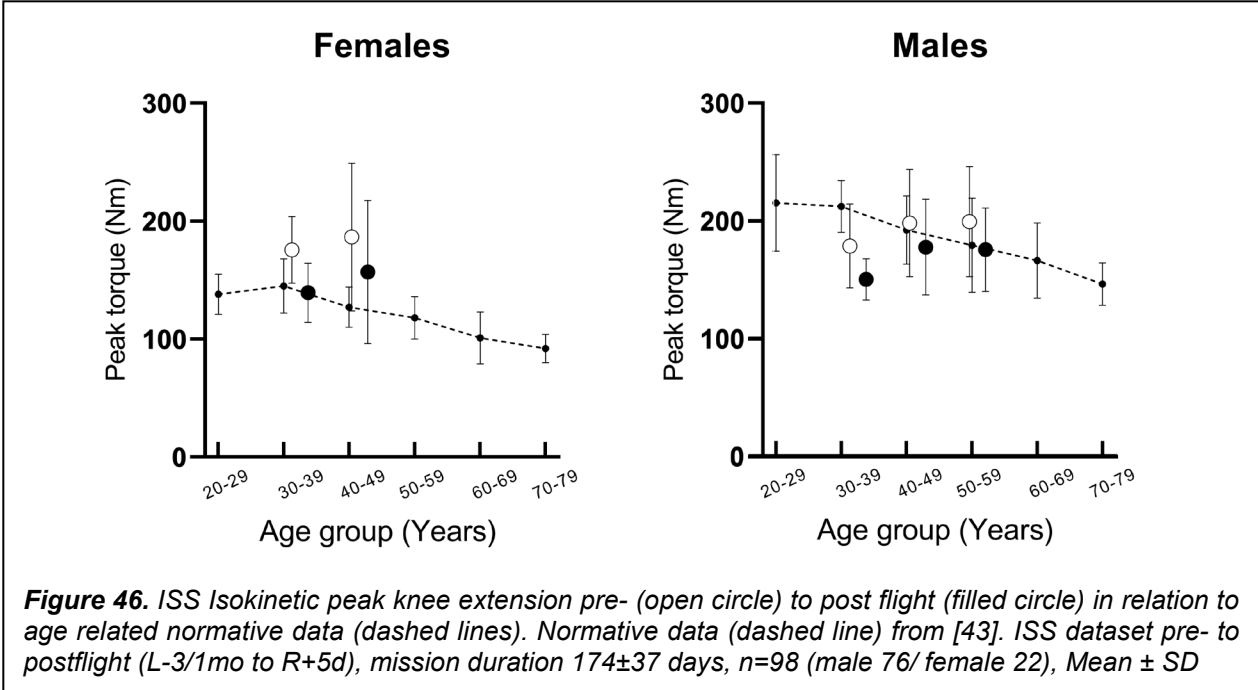 Females
Males
300
200
100
0
Peak torque (Nm)
20-29
30-39
40-49
50-59
60-69
70-79
Age group (Years)
300
200
100
0
Peak torque (Nm)
20-29
30-39
40-49
50-59
60-69
70-79
Age group (Years)
Figure 46. ISS Isokinetic peak knee extension pre- (open circle) to post flight (filled circle) in relation to
age related normative data (dashed lines). Normative data (dashed line) from [43]. ISS dataset pre- to
postflight (L-3/1mo to R+5d), mission duration 174±37 days, n=98 (male 76/ female 22), Mean ± SD